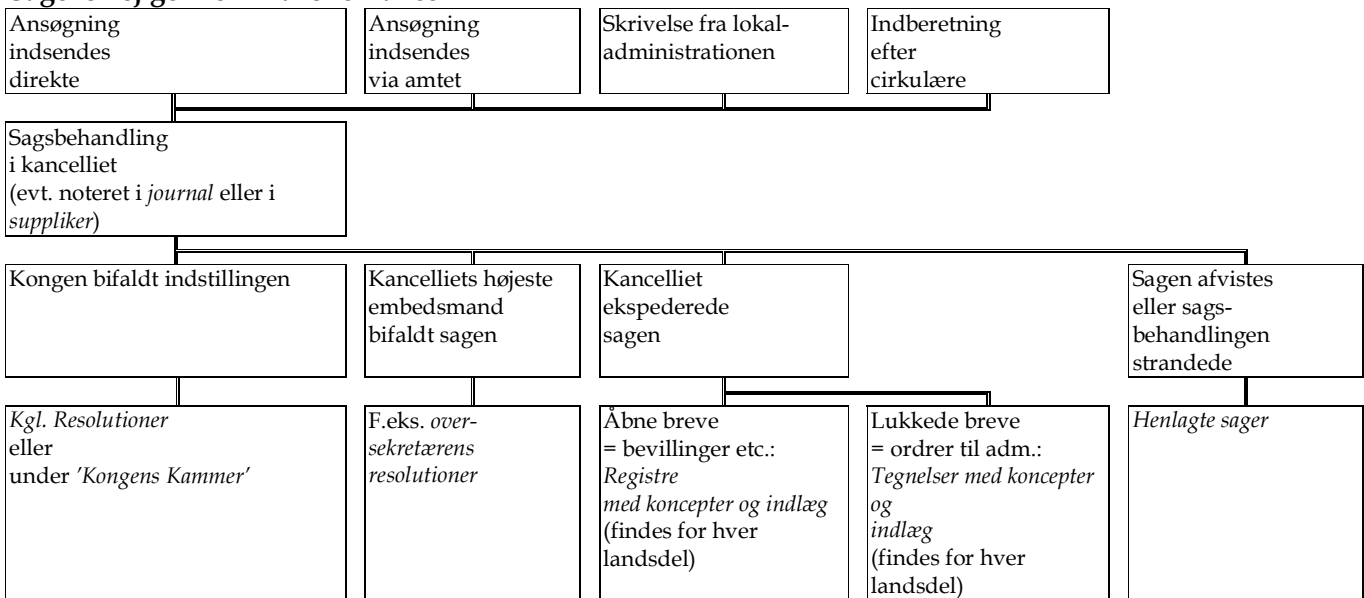 Ansøgning
indsendes
direkte
Ansøgning
indsendes
via amtet
Skrivelse fra lokal-
administrationen
Indberetning
efter
cirkulære
Sagsbehandling
i kancelliet
(evt. noteret i journal eller i
suppliker)
Kongen bifaldt indstillingen
Kancelliets højeste
embedsmand
bifaldt sagen
Kancelliet
ekspederede
sagen
Sagen afvistes
eller sags-
behandlingen
strandede
Kgl. Resolutioner
eller
under ’Kongens Kammer’
F.eks. over-
sekretærens
resolutioner
Åbne breve
= bevillinger etc.:
Registre
med koncepter og indlæg
(findes for hver
landsdel)
Lukkede breve
= ordrer til adm.:
Tegnelser med koncepter
og
indlæg
(findes for hver
landsdel)
Henlagte sager